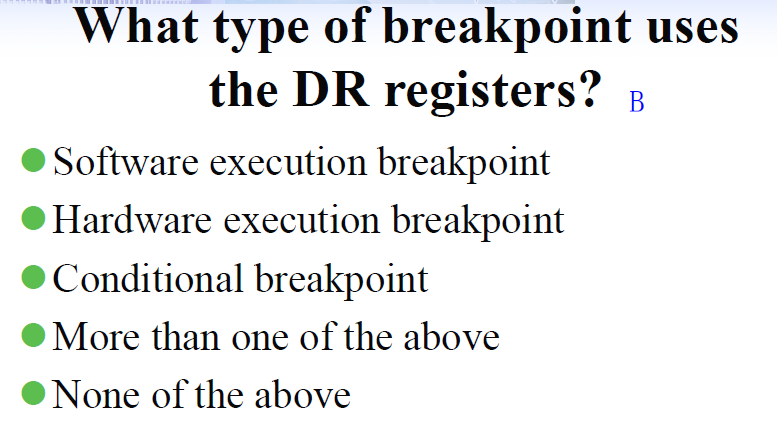 What type of breakpoint uses
the DR registers? B
Software execution breakpoint
Hardware execution breakpoint
Conditional breakpoint
More than one of the above
None of the above